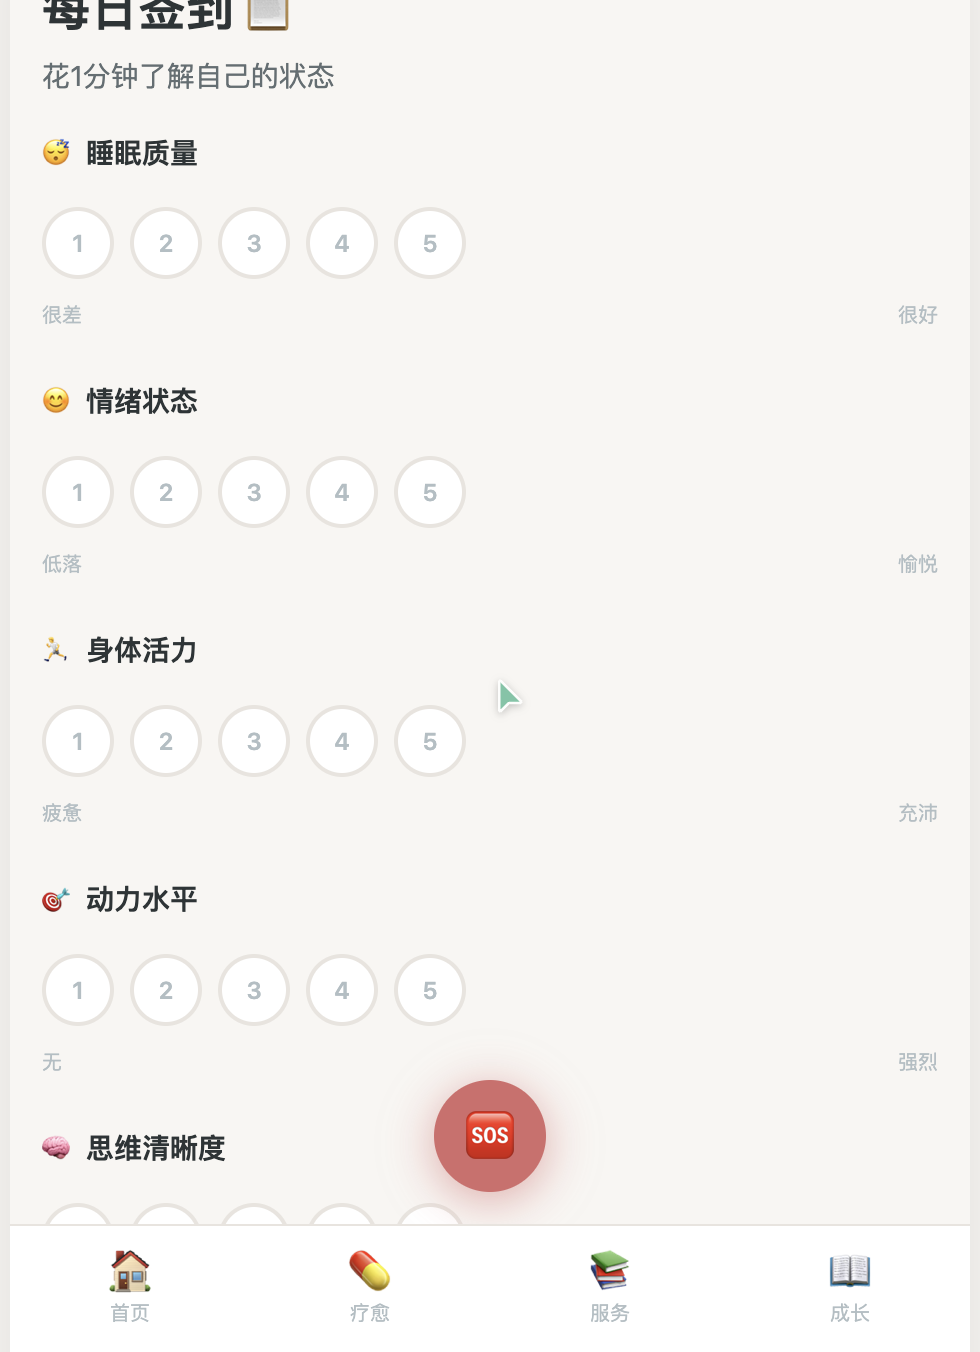 每日签到
花1分钟了解自己的状态
睡眠质量
1 2 3 4 5
很差 很好
情绪状态
1 2 3 4 5
低落 愉悦
身体活力
1 2 3 4 5
疲惫 充沛
动力水平
1 2 3 4 5
无 强烈
SOS
思维清晰度
首页 疗愈 服务 成长